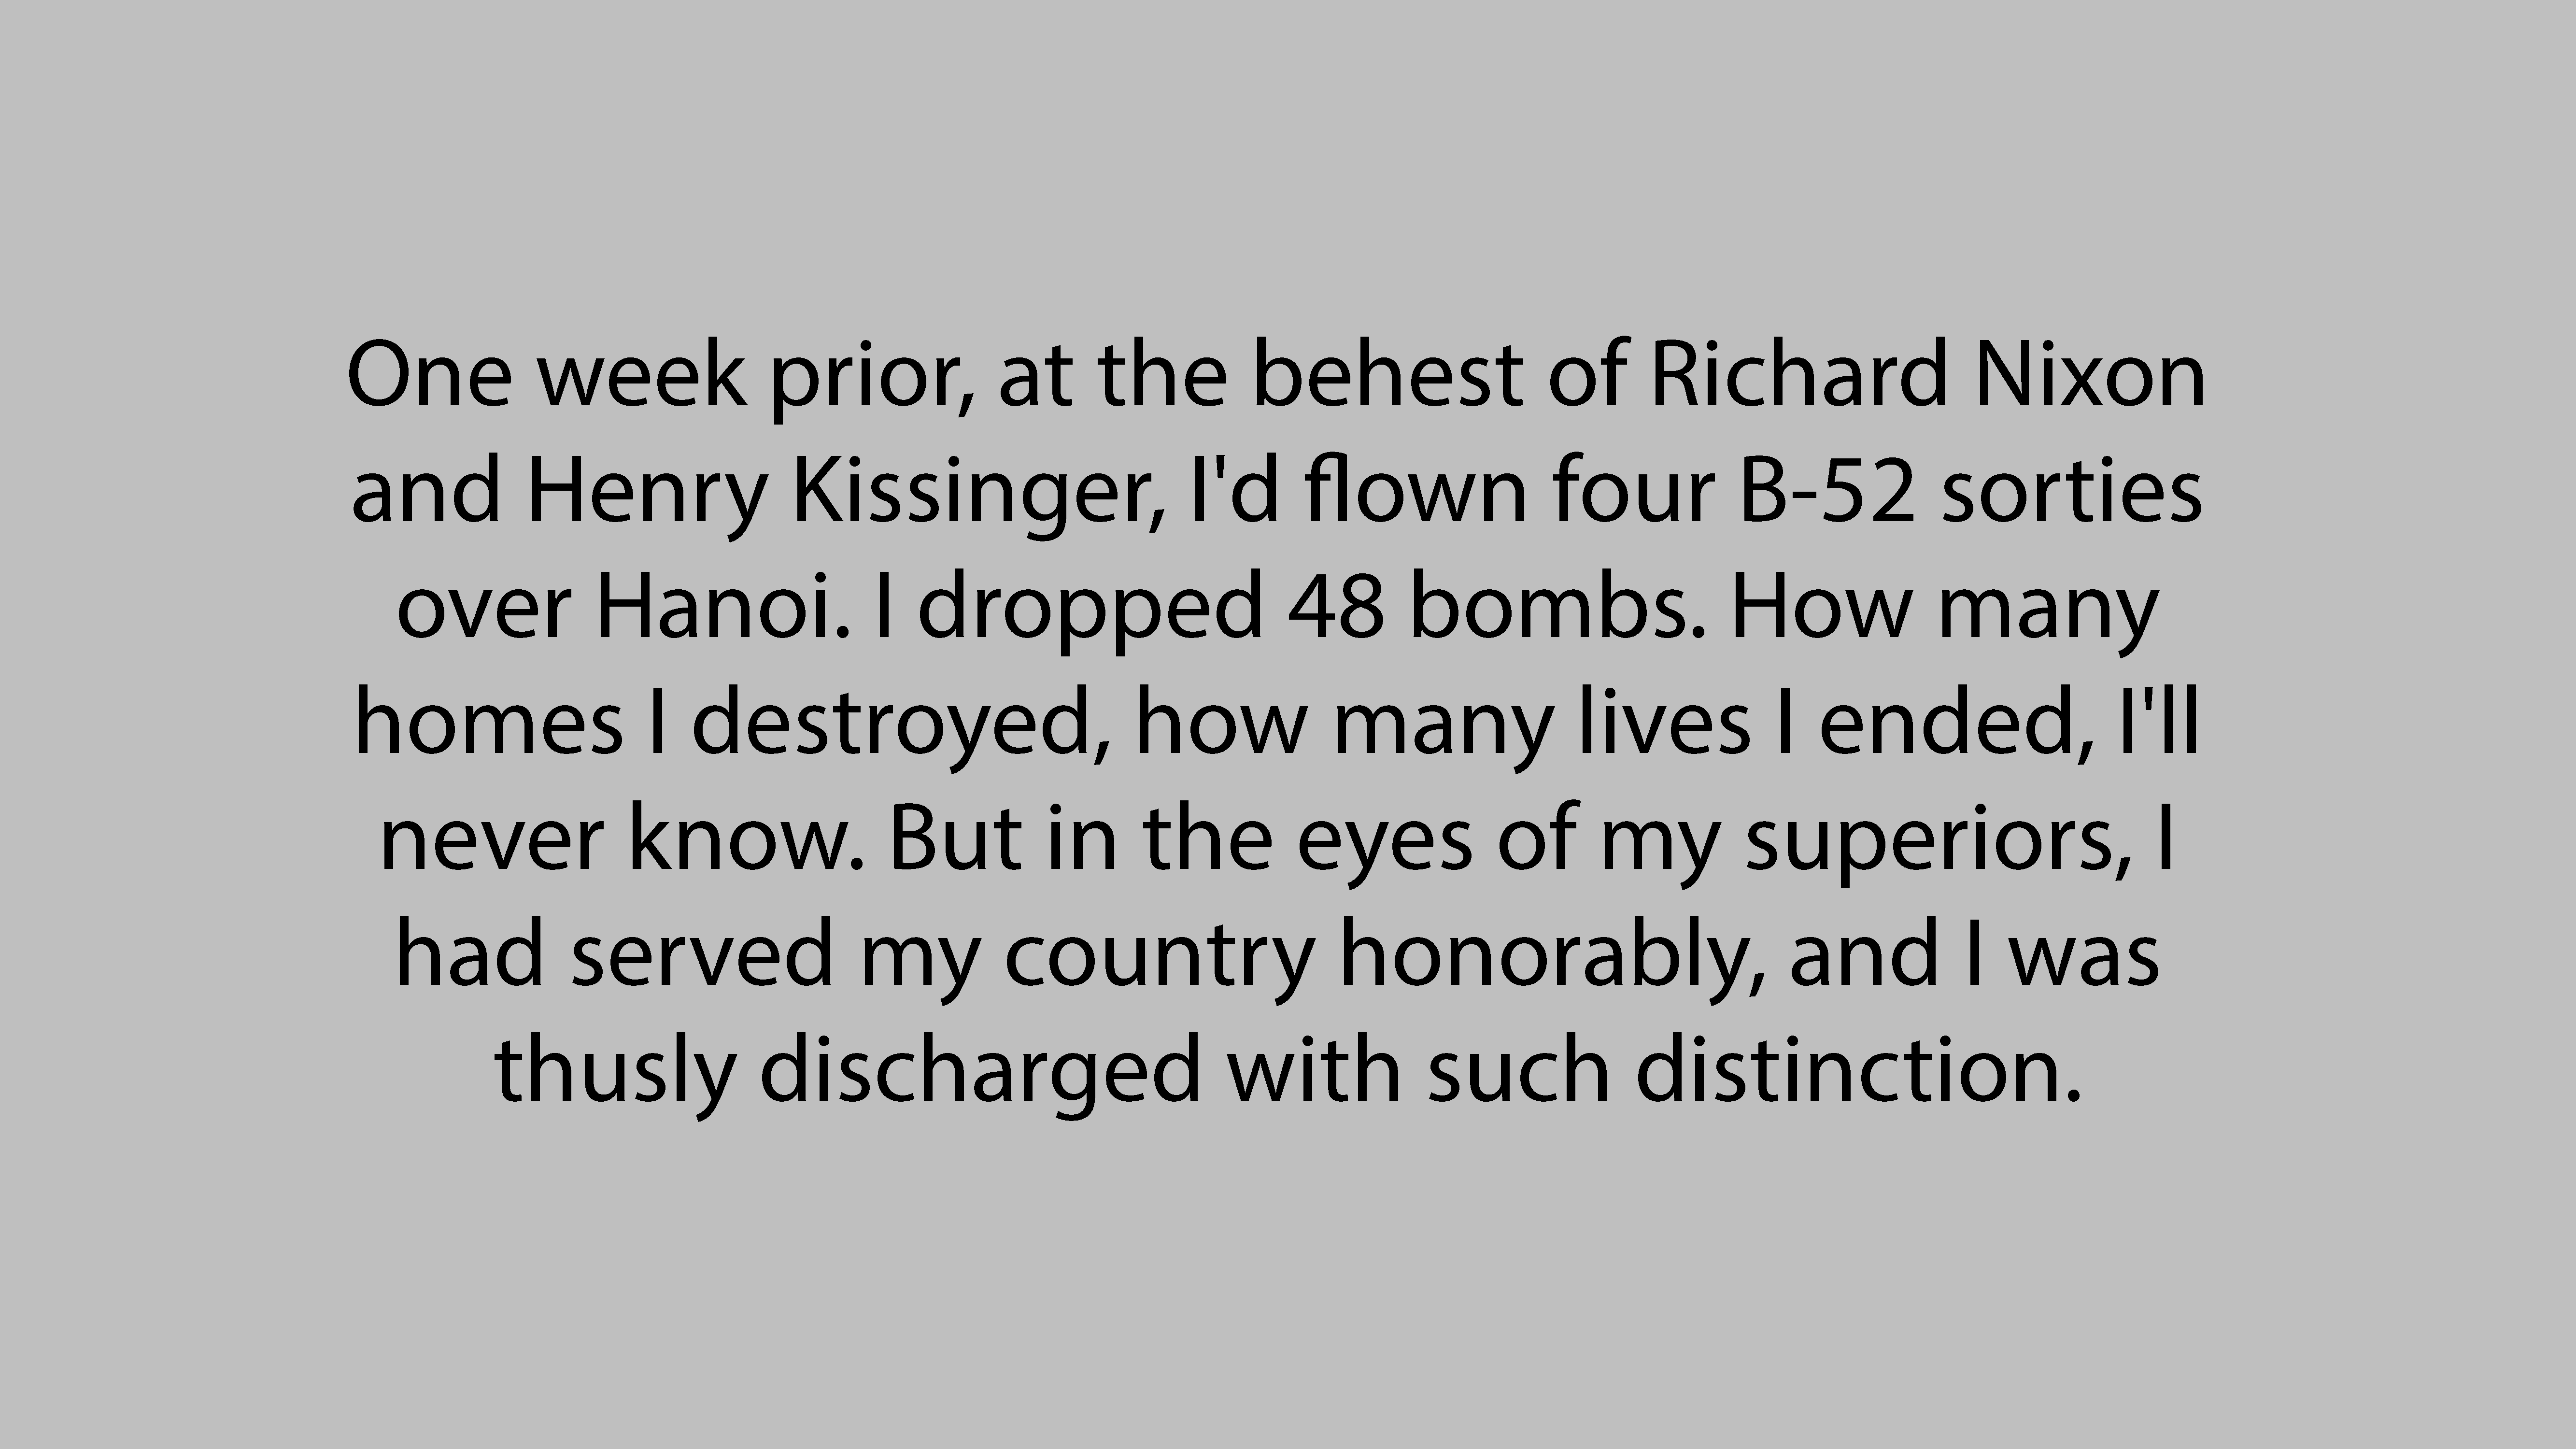 One week prior, at the behest of Richard Nixon
and Henry Kissinger, I'd flown four B-52 sorties
over Hanoi. I dropped 48 bombs. How many
homes I destroyed, how many lives I ended, I'll
never know. But in the eyes of my superiors, I
had served my country honorably, and I was
thusly discharged with such distinction.